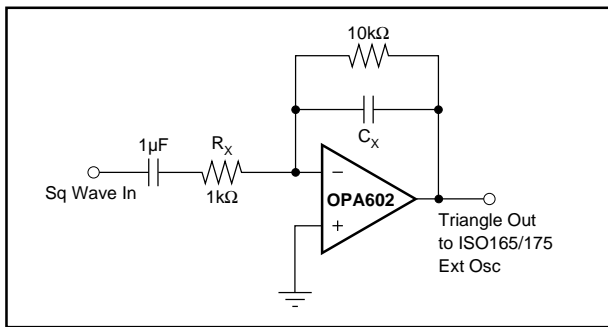 10kΩ
C_X
1µF
R_X
1kΩ
Sq Wave In
–
OPA602
+
Triangle Out
to ISO165/175
Ext Osc